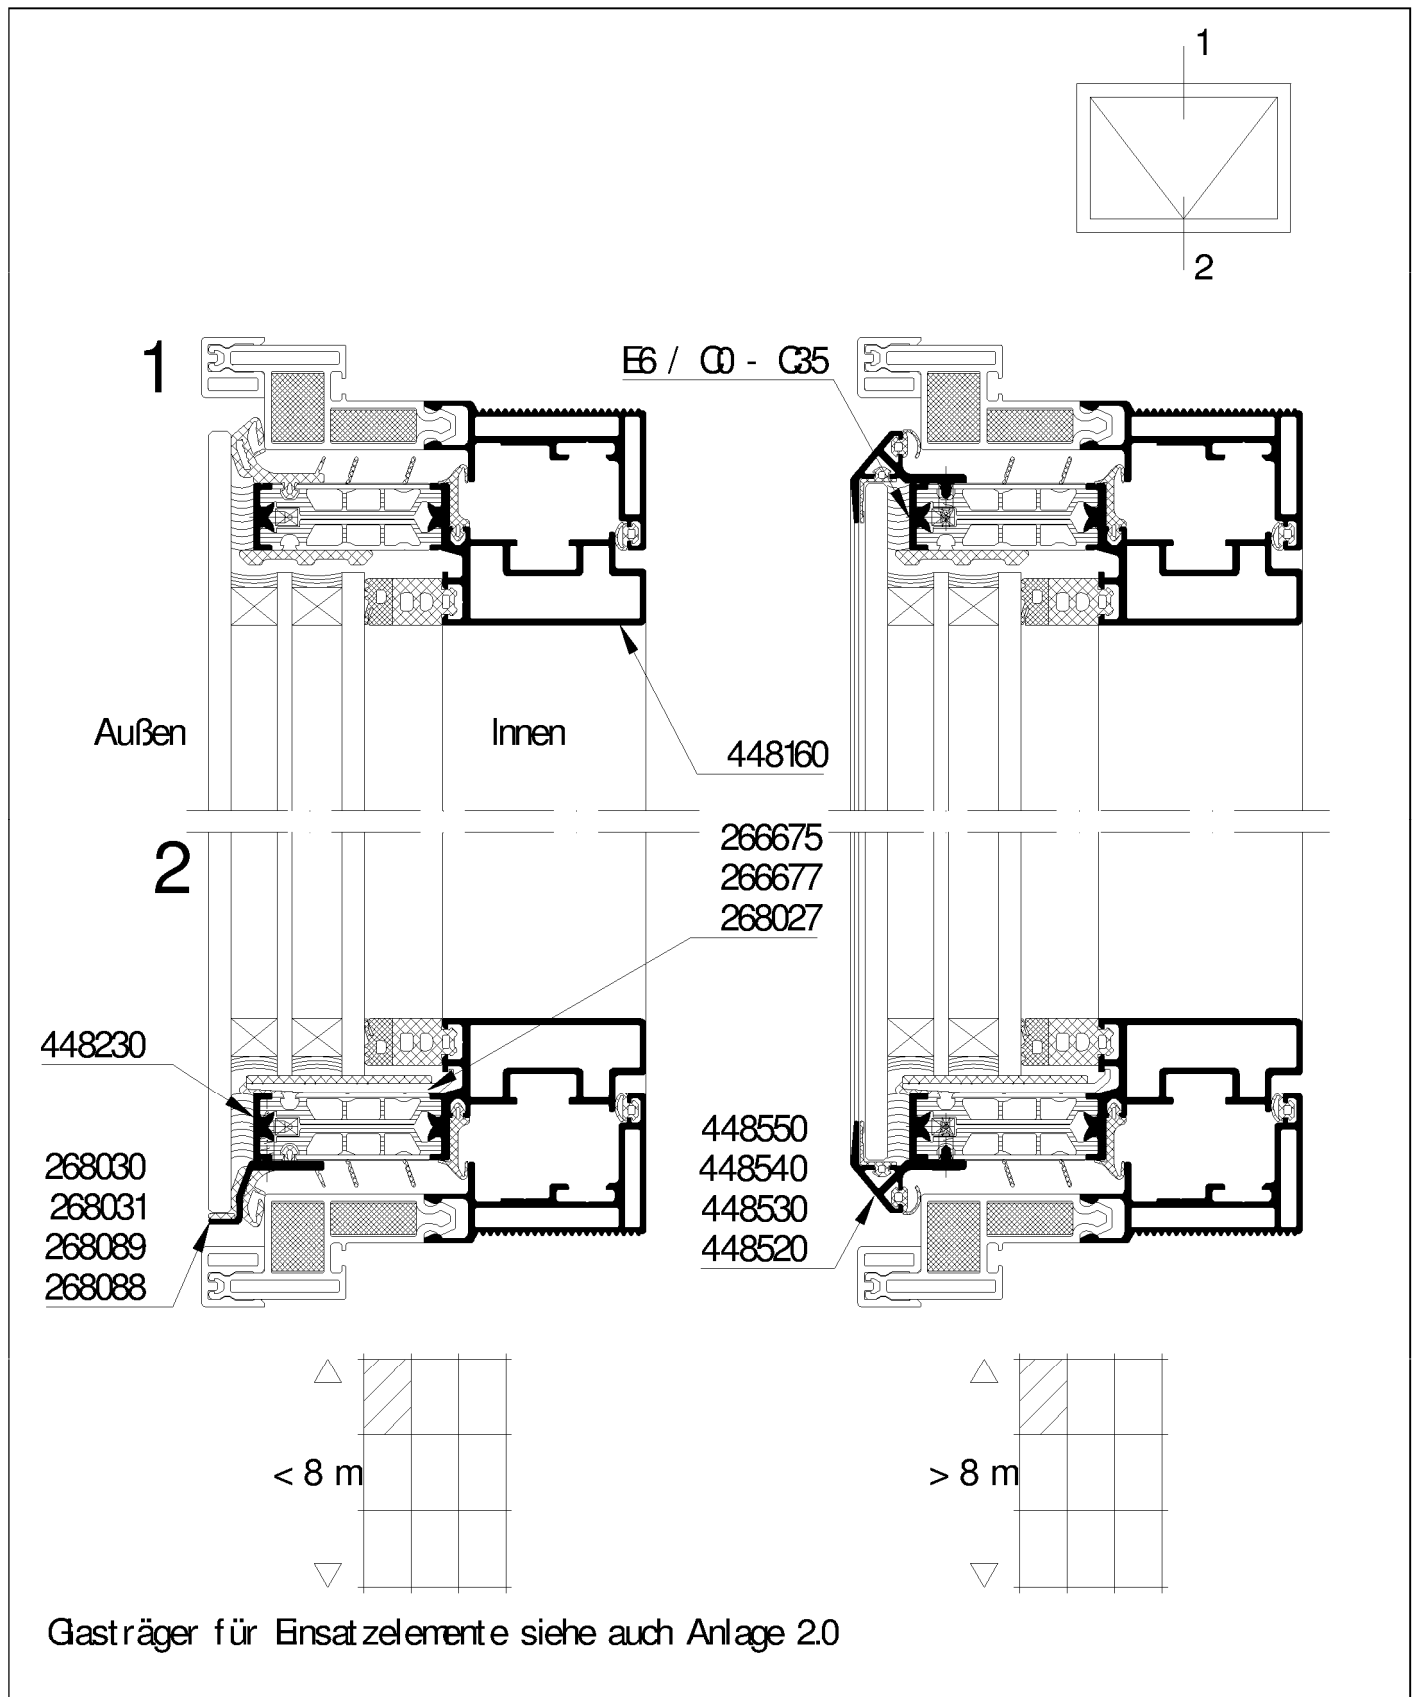 1
2
1
E6 / C0 - C35
Außen
Innen
448160
2
266675
266677
268027
448230
268030
268031
268089
268088
448550
448540
448530
448520
< 8 m
> 8 m
Glasträger für Einsatzelemente siehe auch Anlage 2.0